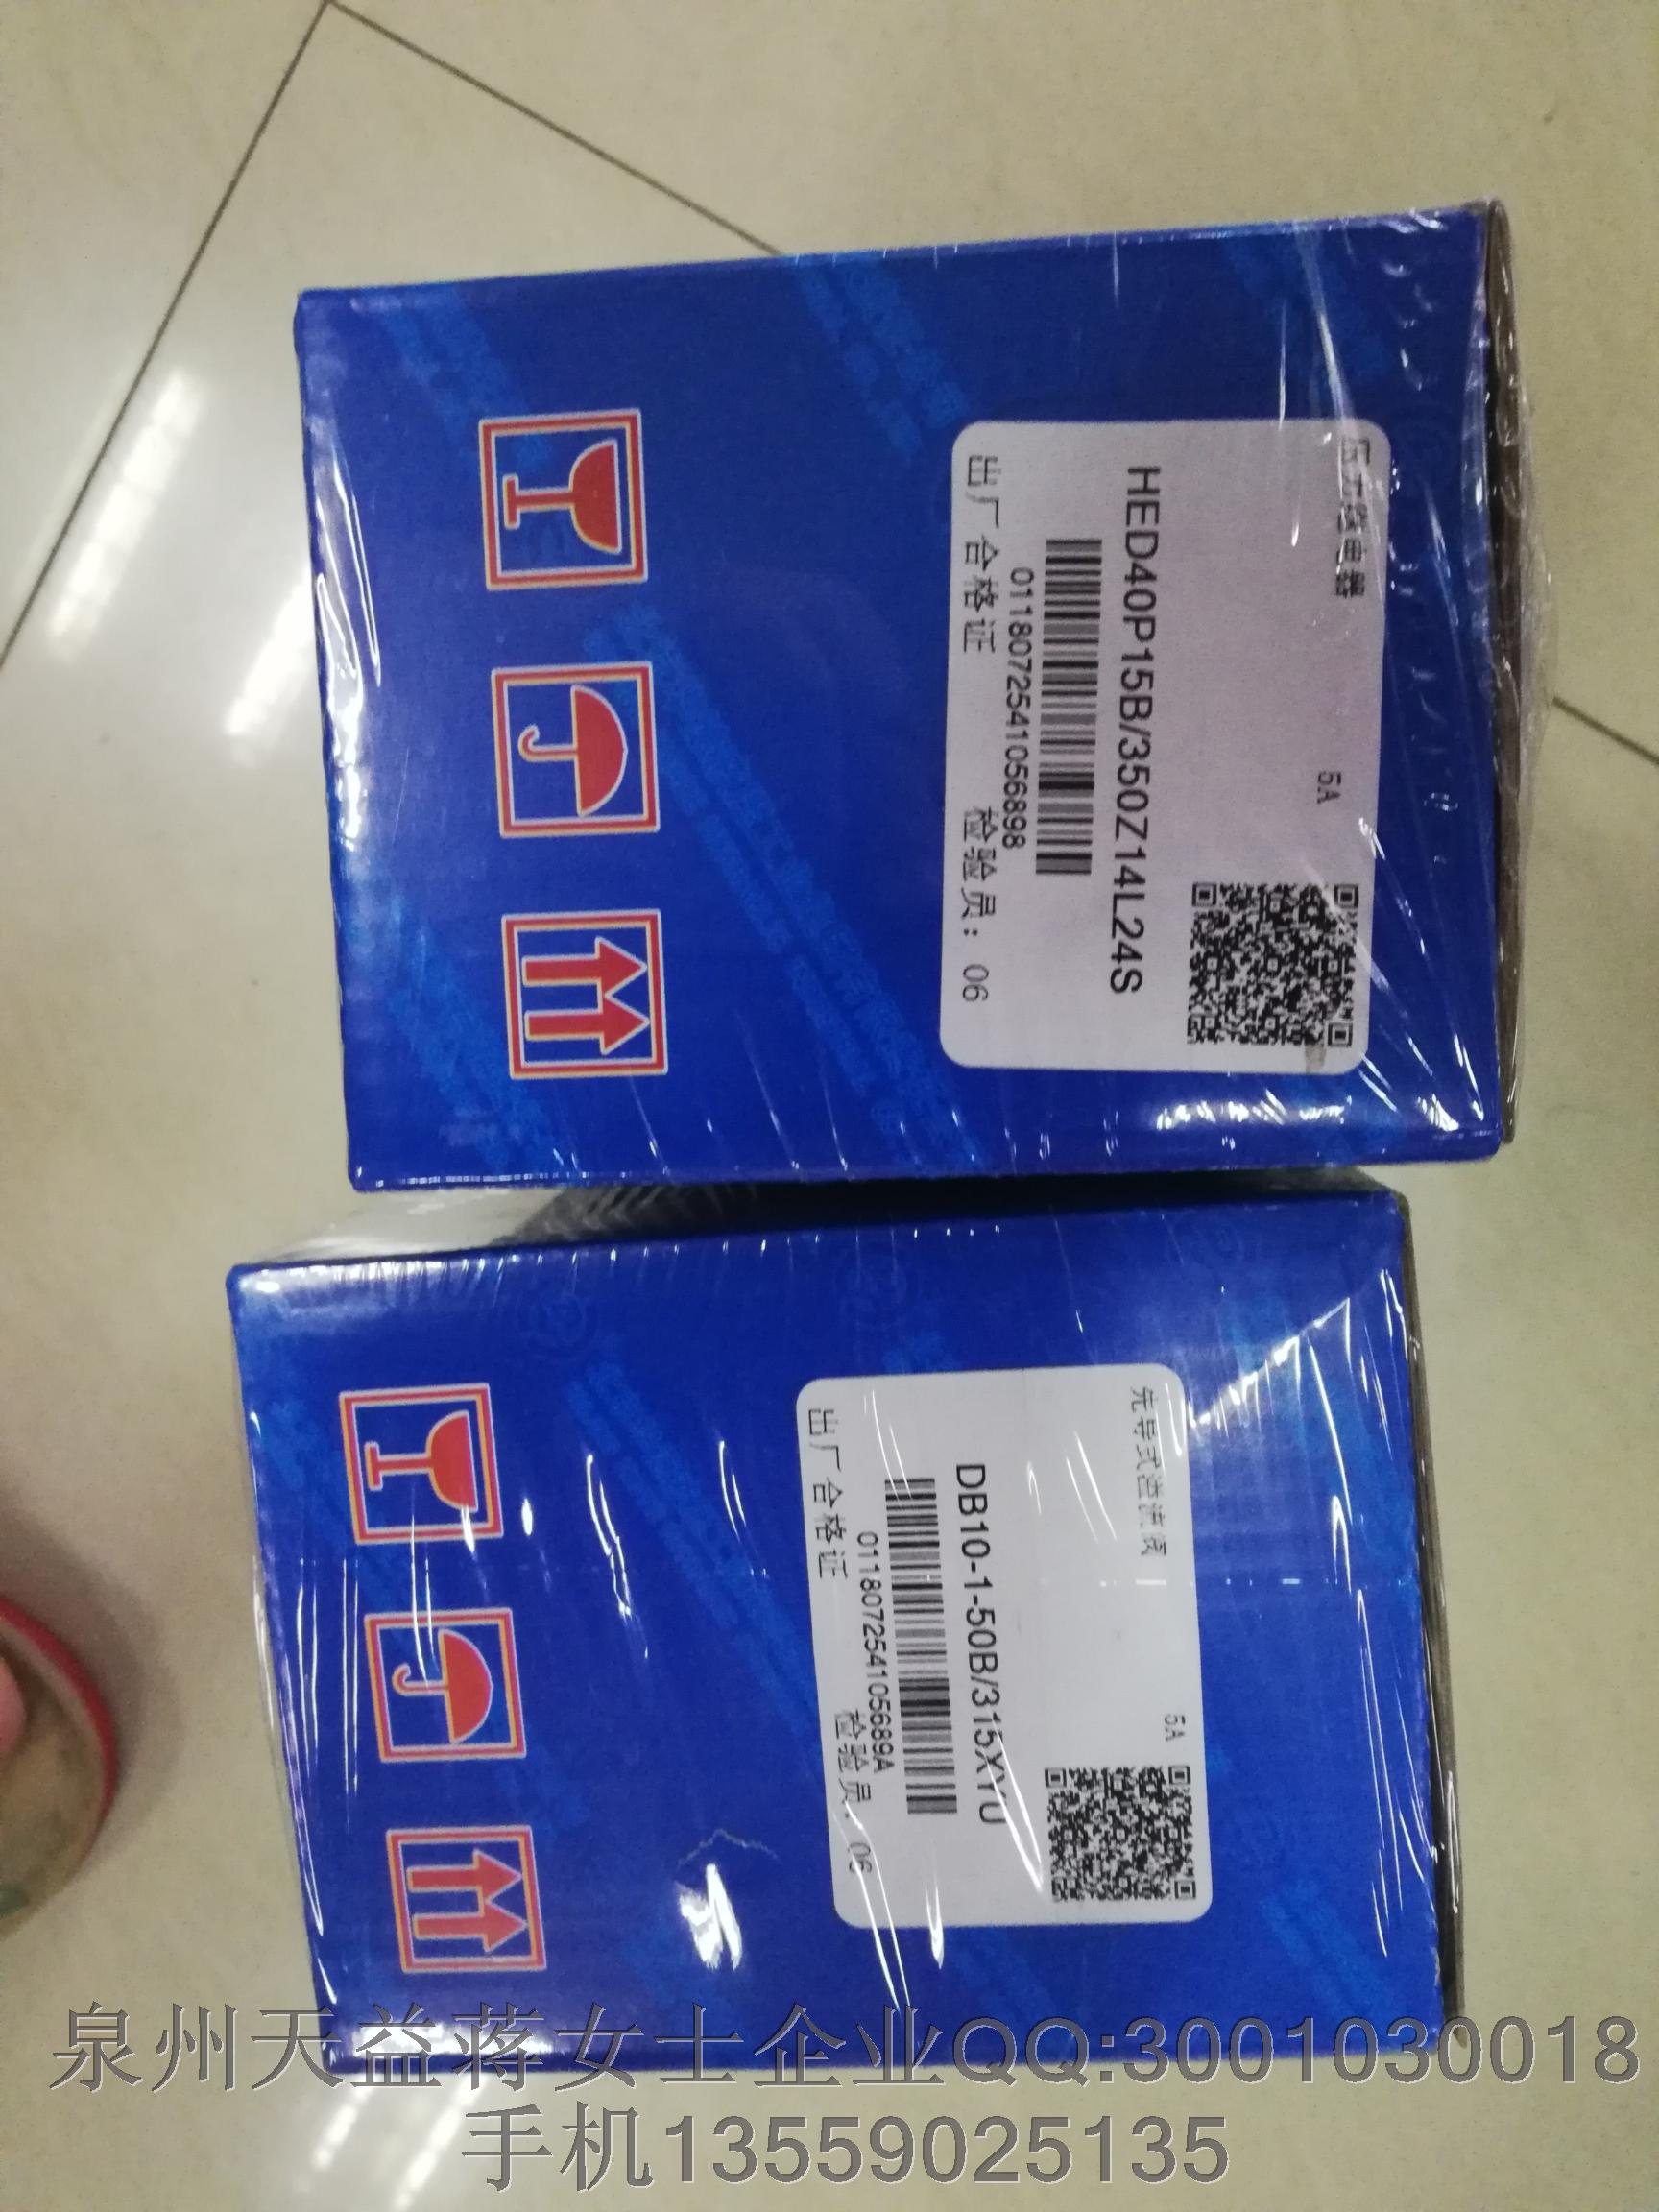 压力继电器
5A
HED40P15B/350Z14L24S
0118072541056898
出厂合格证 检验员: 06
先导式溢流阀
5A
DB10-1-50B/315XYU
0118072541056689A
出厂合格证 检验员: 06
泉州天益蒋女士企业QQ:3001030018
手机13559025135